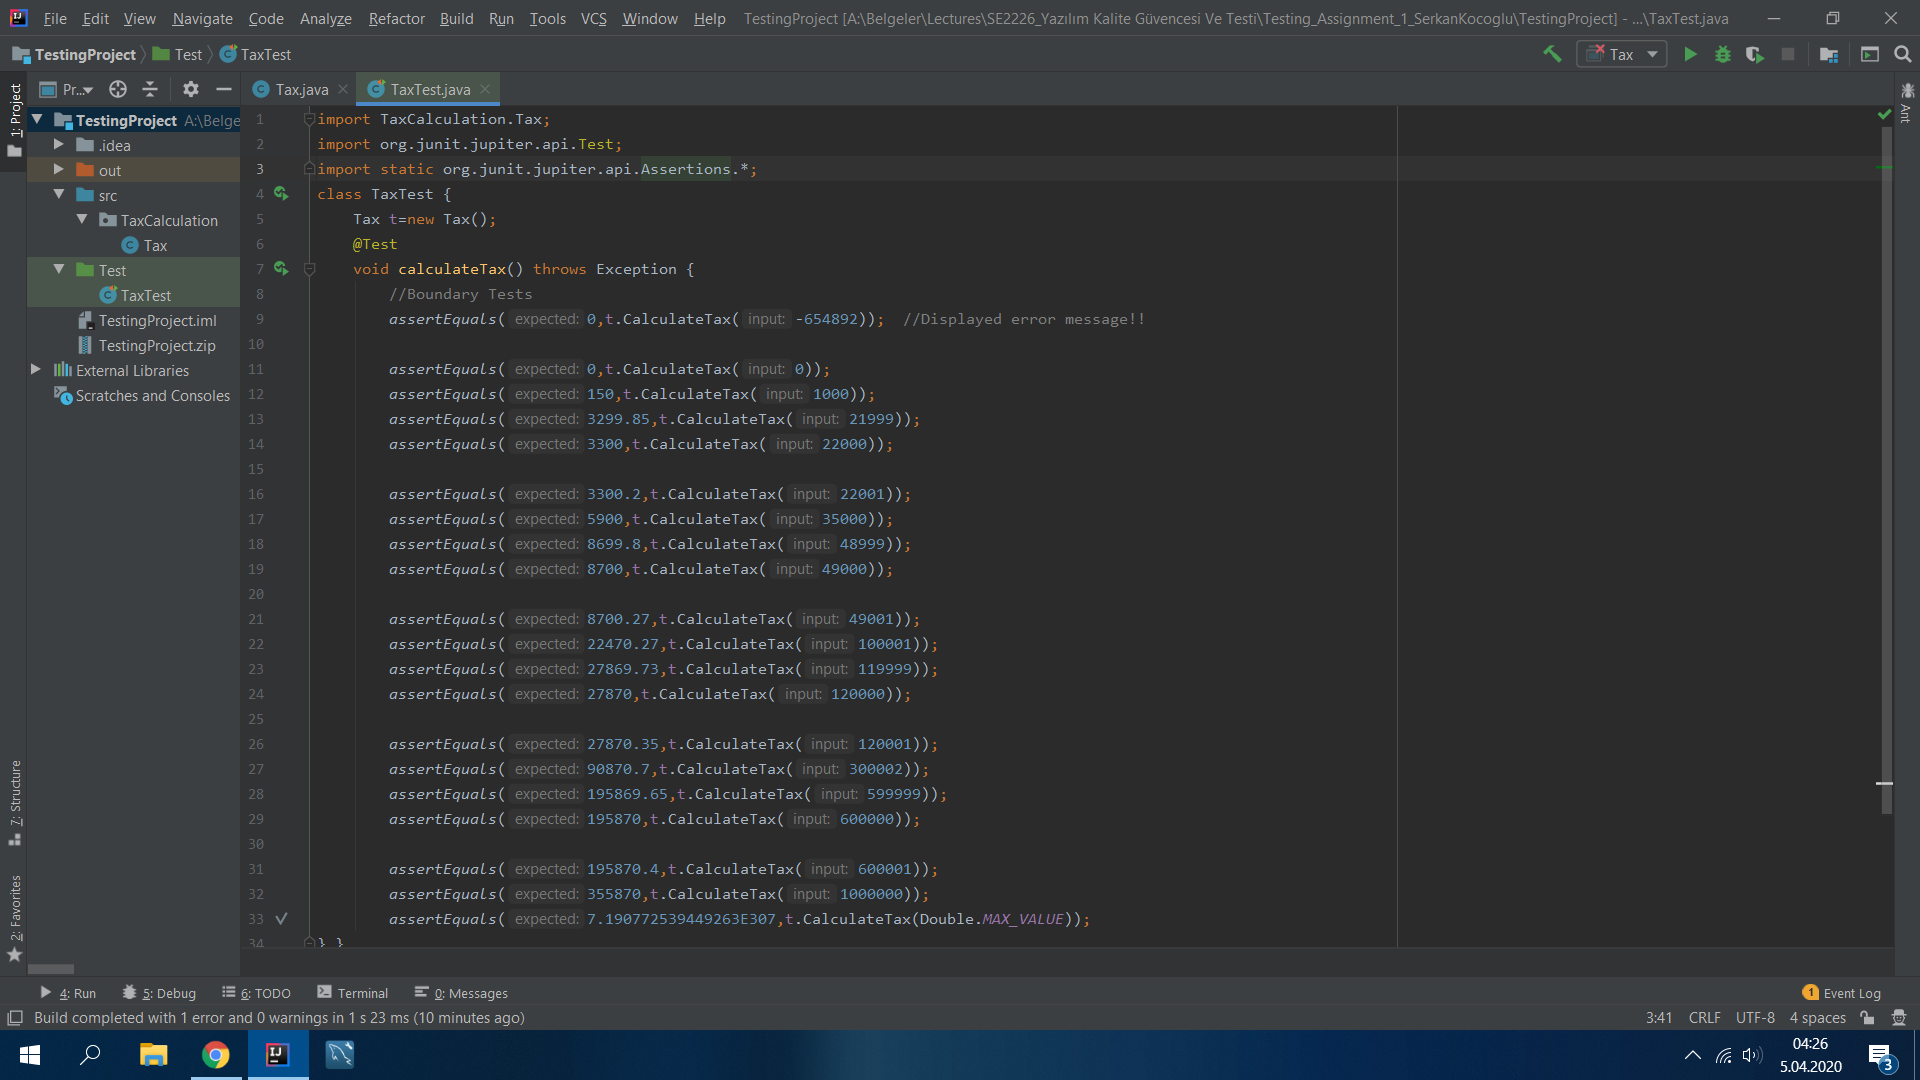 File Edit View Navigate Code Analyze Refactor Build Run Tools VCS Window Help TestingProject [A:\Belgeler\Lectures\SE2226_Yazılım Kalite Güvencesi Ve Testi\Testing_Assignment_1_SerkanKocoglu\TestingProject] - ...\TaxTest.java
TestingProject Test TaxTest Tax
Pr... Tax.java TaxTest.java
1: Project
TestingProject A:\Belge
.idea
out
src
TaxCalculation
Tax
Test
TaxTest
TestingProject.iml
TestingProject.zip
External Libraries
Scratches and Consoles
7: Structure
2: Favorites
1 import TaxCalculation.Tax;
2 import org.junit.jupiter.api.Test;
3 import static org.junit.jupiter.api.Assertions.*;
4 class TaxTest {
5 Tax t=new Tax();
6 @Test
7 void calculateTax() throws Exception {
8 //Boundary Tests
9 assertEquals( expected: 0,t.CalculateTax( input: -654892)); //Displayed error message!!
10
11 assertEquals( expected: 0,t.CalculateTax( input: 0));
12 assertEquals( expected: 150,t.CalculateTax( input: 1000));
13 assertEquals( expected: 3299.85,t.CalculateTax( input: 21999));
14 assertEquals( expected: 3300,t.CalculateTax( input: 22000));
15
16 assertEquals( expected: 3300.2,t.CalculateTax( input: 22001));
17 assertEquals( expected: 5900,t.CalculateTax( input: 35000));
18 assertEquals( expected: 8699.8,t.CalculateTax( input: 48999));
19 assertEquals( expected: 8700,t.CalculateTax( input: 49000));
20
21 assertEquals( expected: 8700.27,t.CalculateTax( input: 49001));
22 assertEquals( expected: 22470.27,t.CalculateTax( input: 100001));
23 assertEquals( expected: 27869.73,t.CalculateTax( input: 119999));
24 assertEquals( expected: 27870,t.CalculateTax( input: 120000));
25
26 assertEquals( expected: 27870.35,t.CalculateTax( input: 120001));
27 assertEquals( expected: 90870.7,t.CalculateTax( input: 300002));
28 assertEquals( expected: 195869.65,t.CalculateTax( input: 599999));
29 assertEquals( expected: 195870,t.CalculateTax( input: 600000));
30
31 assertEquals( expected: 195870.4,t.CalculateTax( input: 600001));
32 assertEquals( expected: 355870,t.CalculateTax( input: 1000000));
33 assertEquals( expected: 7.190772539449263E307,t.CalculateTax(Double.MAX_VALUE));
34 } }
Ant
4: Run 5: Debug 6: TODO Terminal 0: Messages 1 Event Log
Build completed with 1 error and 0 warnings in 1 s 23 ms (10 minutes ago) 3:41 CRLF UTF-8 4 spaces
04:26
5.04.2020
3